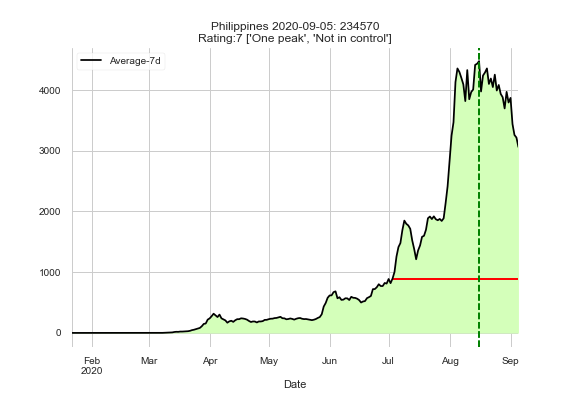 Philippines 2020-09-05: 234570
Rating:7 ['One peak', 'Not in control']
Average-7d
4000
3000
2000
1000
0
Feb Mar Apr May Jun Jul Aug Sep
2020
Date